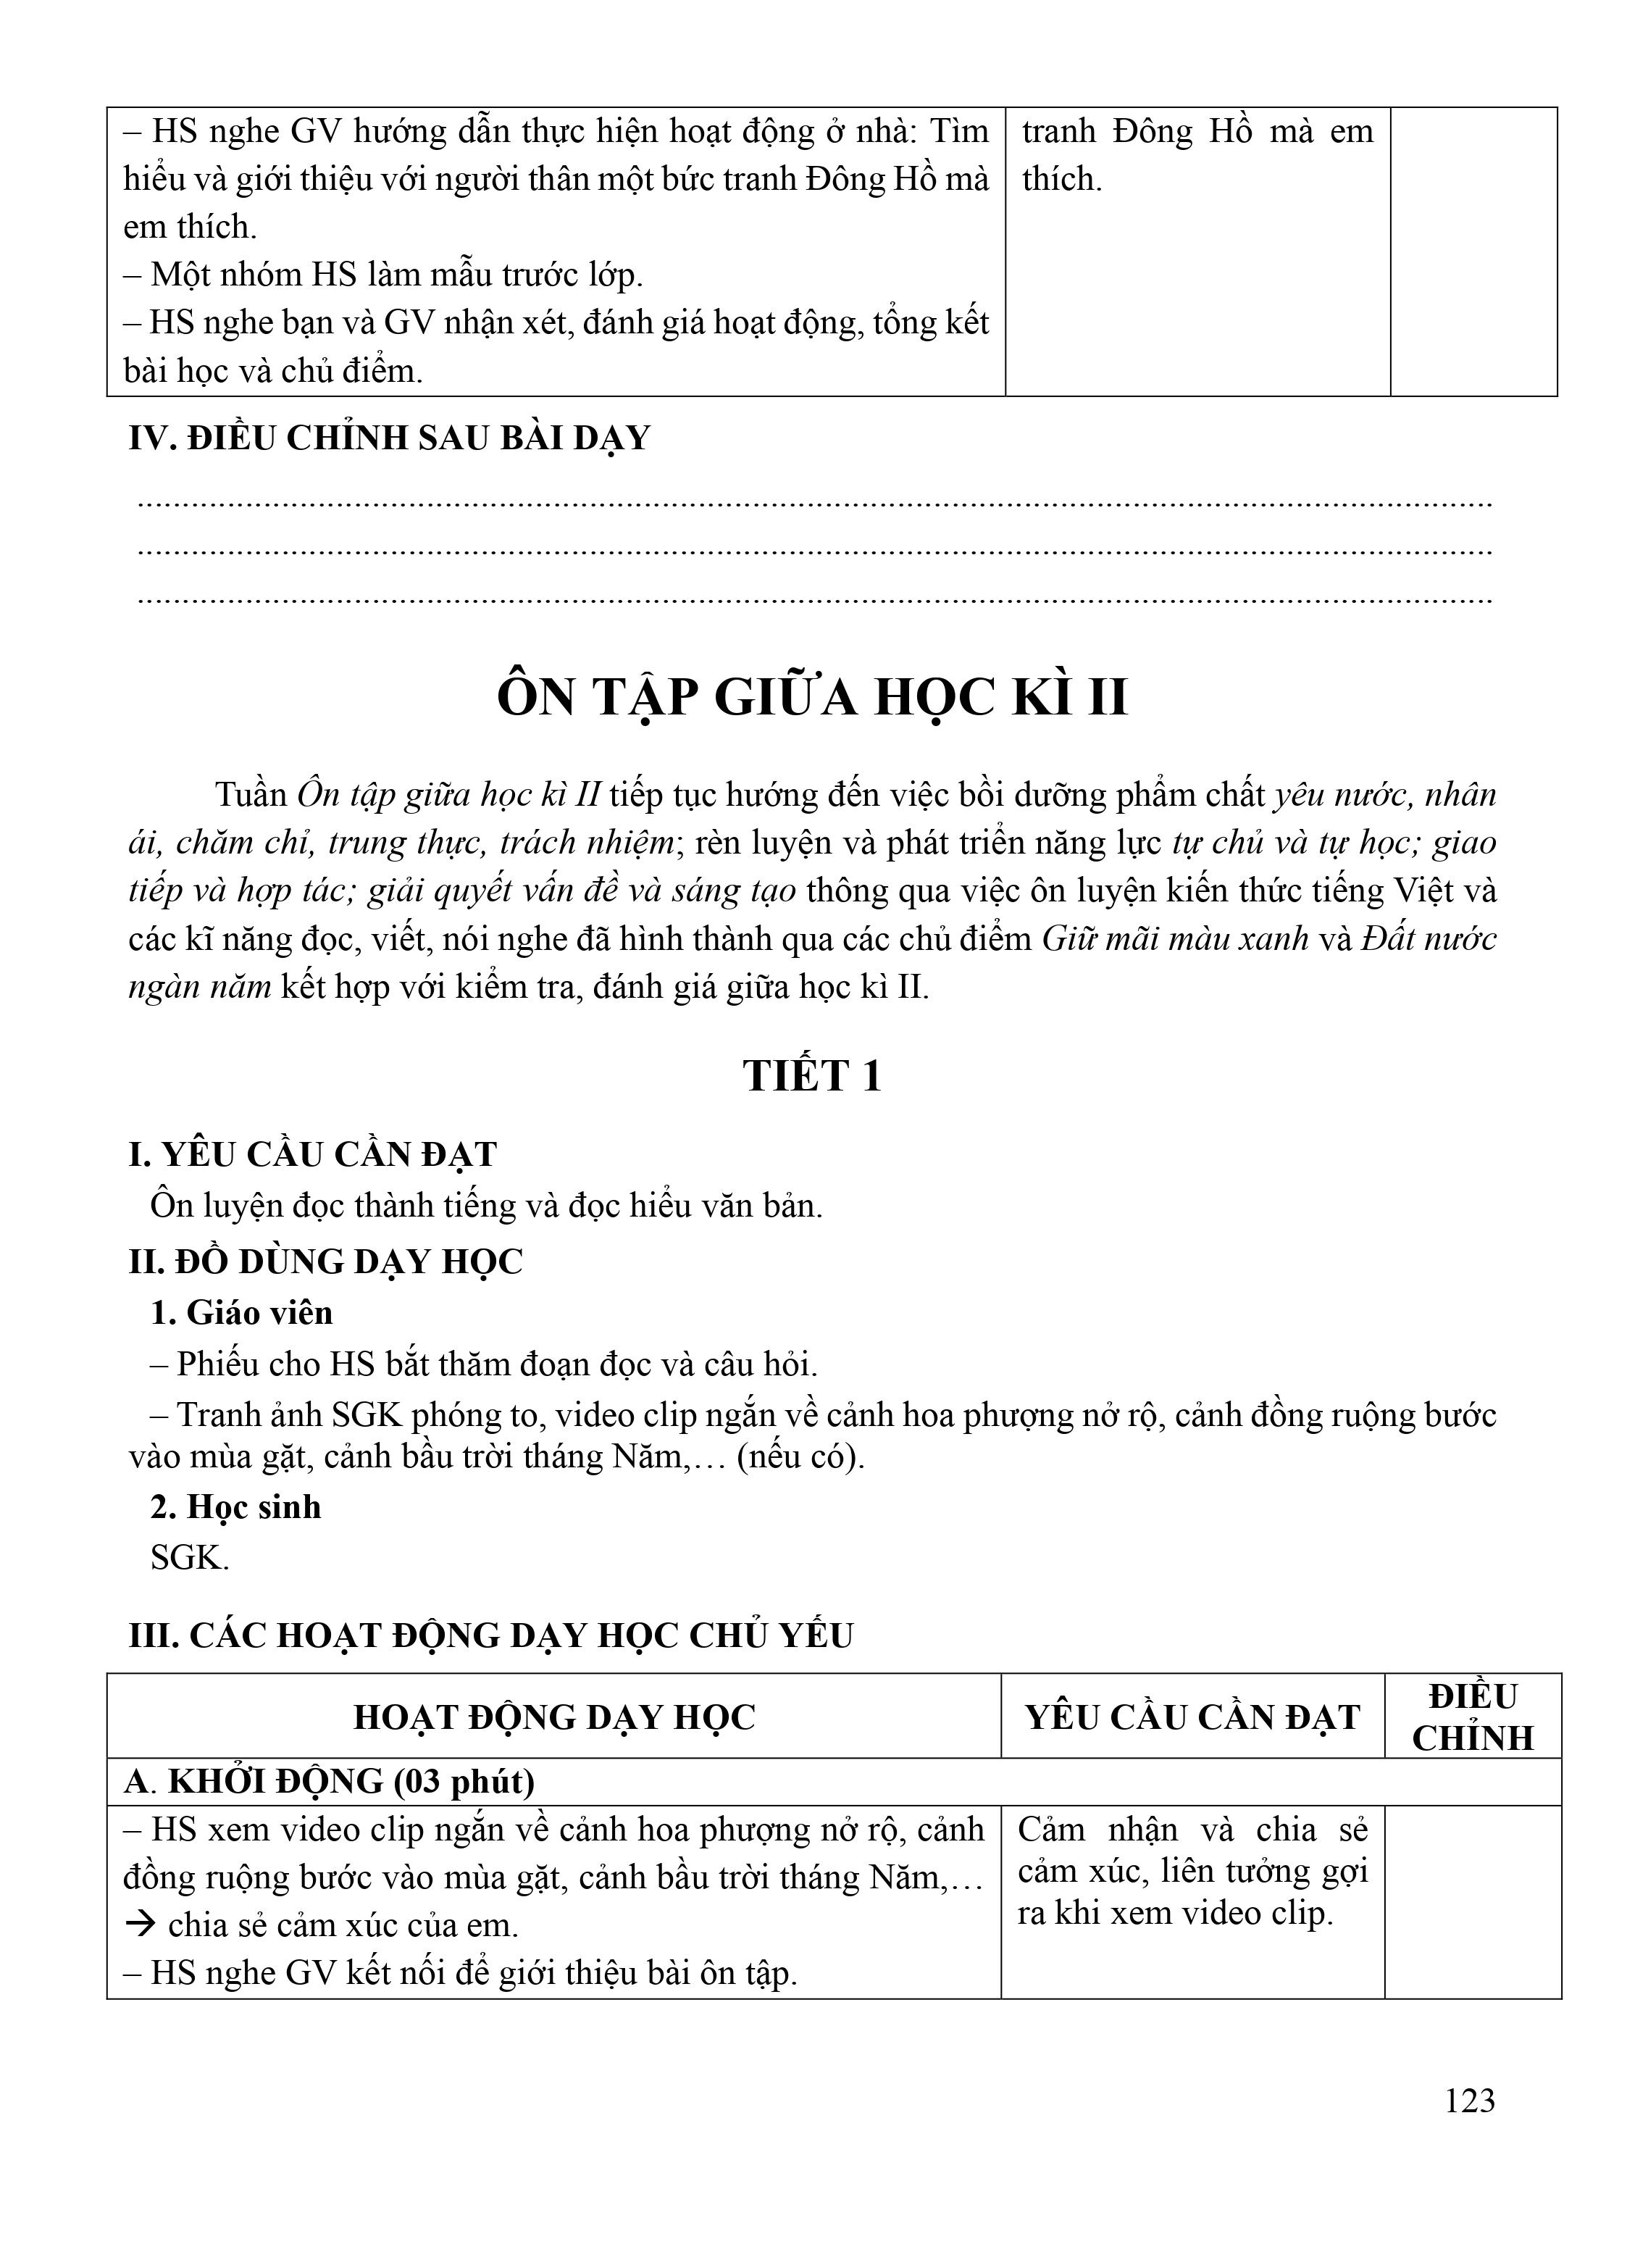 – HS nghe GV hướng dẫn thực hiện hoạt động ở nhà: Tìm
hiểu và giới thiệu với người thân một bức tranh Đông Hồ mà
em thích.
– Một nhóm HS làm mẫu trước lớp.
– HS nghe bạn và GV nhận xét, đánh giá hoạt động, tổng kết
bài học và chủ điểm.
tranh Đông Hồ mà em
thích.
IV. ĐIỀU CHỈNH SAU BÀI DẠY
......................................................................................................................................................
......................................................................................................................................................
......................................................................................................................................................
ÔN TẬP GIỮA HỌC KÌ II
Tuần Ôn tập giữa học kì II tiếp tục hướng đến việc bồi dưỡng phẩm chất yêu nước, nhân
ái, chăm chỉ, trung thực, trách nhiệm; rèn luyện và phát triển năng lực tự chủ và tự học; giao
tiếp và hợp tác; giải quyết vấn đề và sáng tạo thông qua việc ôn luyện kiến thức tiếng Việt và
các kĩ năng đọc, viết, nói nghe đã hình thành qua các chủ điểm Giữ mãi màu xanh và Đất nước
ngàn năm kết hợp với kiểm tra, đánh giá giữa học kì II.
TIẾT 1
I. YÊU CẦU CẦN ĐẠT
Ôn luyện đọc thành tiếng và đọc hiểu văn bản.
II. ĐỒ DÙNG DẠY HỌC
1. Giáo viên
– Phiếu cho HS bắt thăm đoạn đọc và câu hỏi.
– Tranh ảnh SGK phóng to, video clip ngắn về cảnh hoa phượng nở rộ, cảnh đồng ruộng bước
vào mùa gặt, cảnh bầu trời tháng Năm,… (nếu có).
2. Học sinh
SGK.
III. CÁC HOẠT ĐỘNG DẠY HỌC CHỦ YẾU
HOẠT ĐỘNG DẠY HỌC
YÊU CẦU CẦN ĐẠT
ĐIỀU
CHỈNH
A. KHỞI ĐỘNG (03 phút)
– HS xem video clip ngắn về cảnh hoa phượng nở rộ, cảnh
đồng ruộng bước vào mùa gặt, cảnh bầu trời tháng Năm,…
→ chia sẻ cảm xúc của em.
– HS nghe GV kết nối để giới thiệu bài ôn tập.
Cảm nhận và chia sẻ
cảm xúc, liên tưởng gợi
ra khi xem video clip.
123